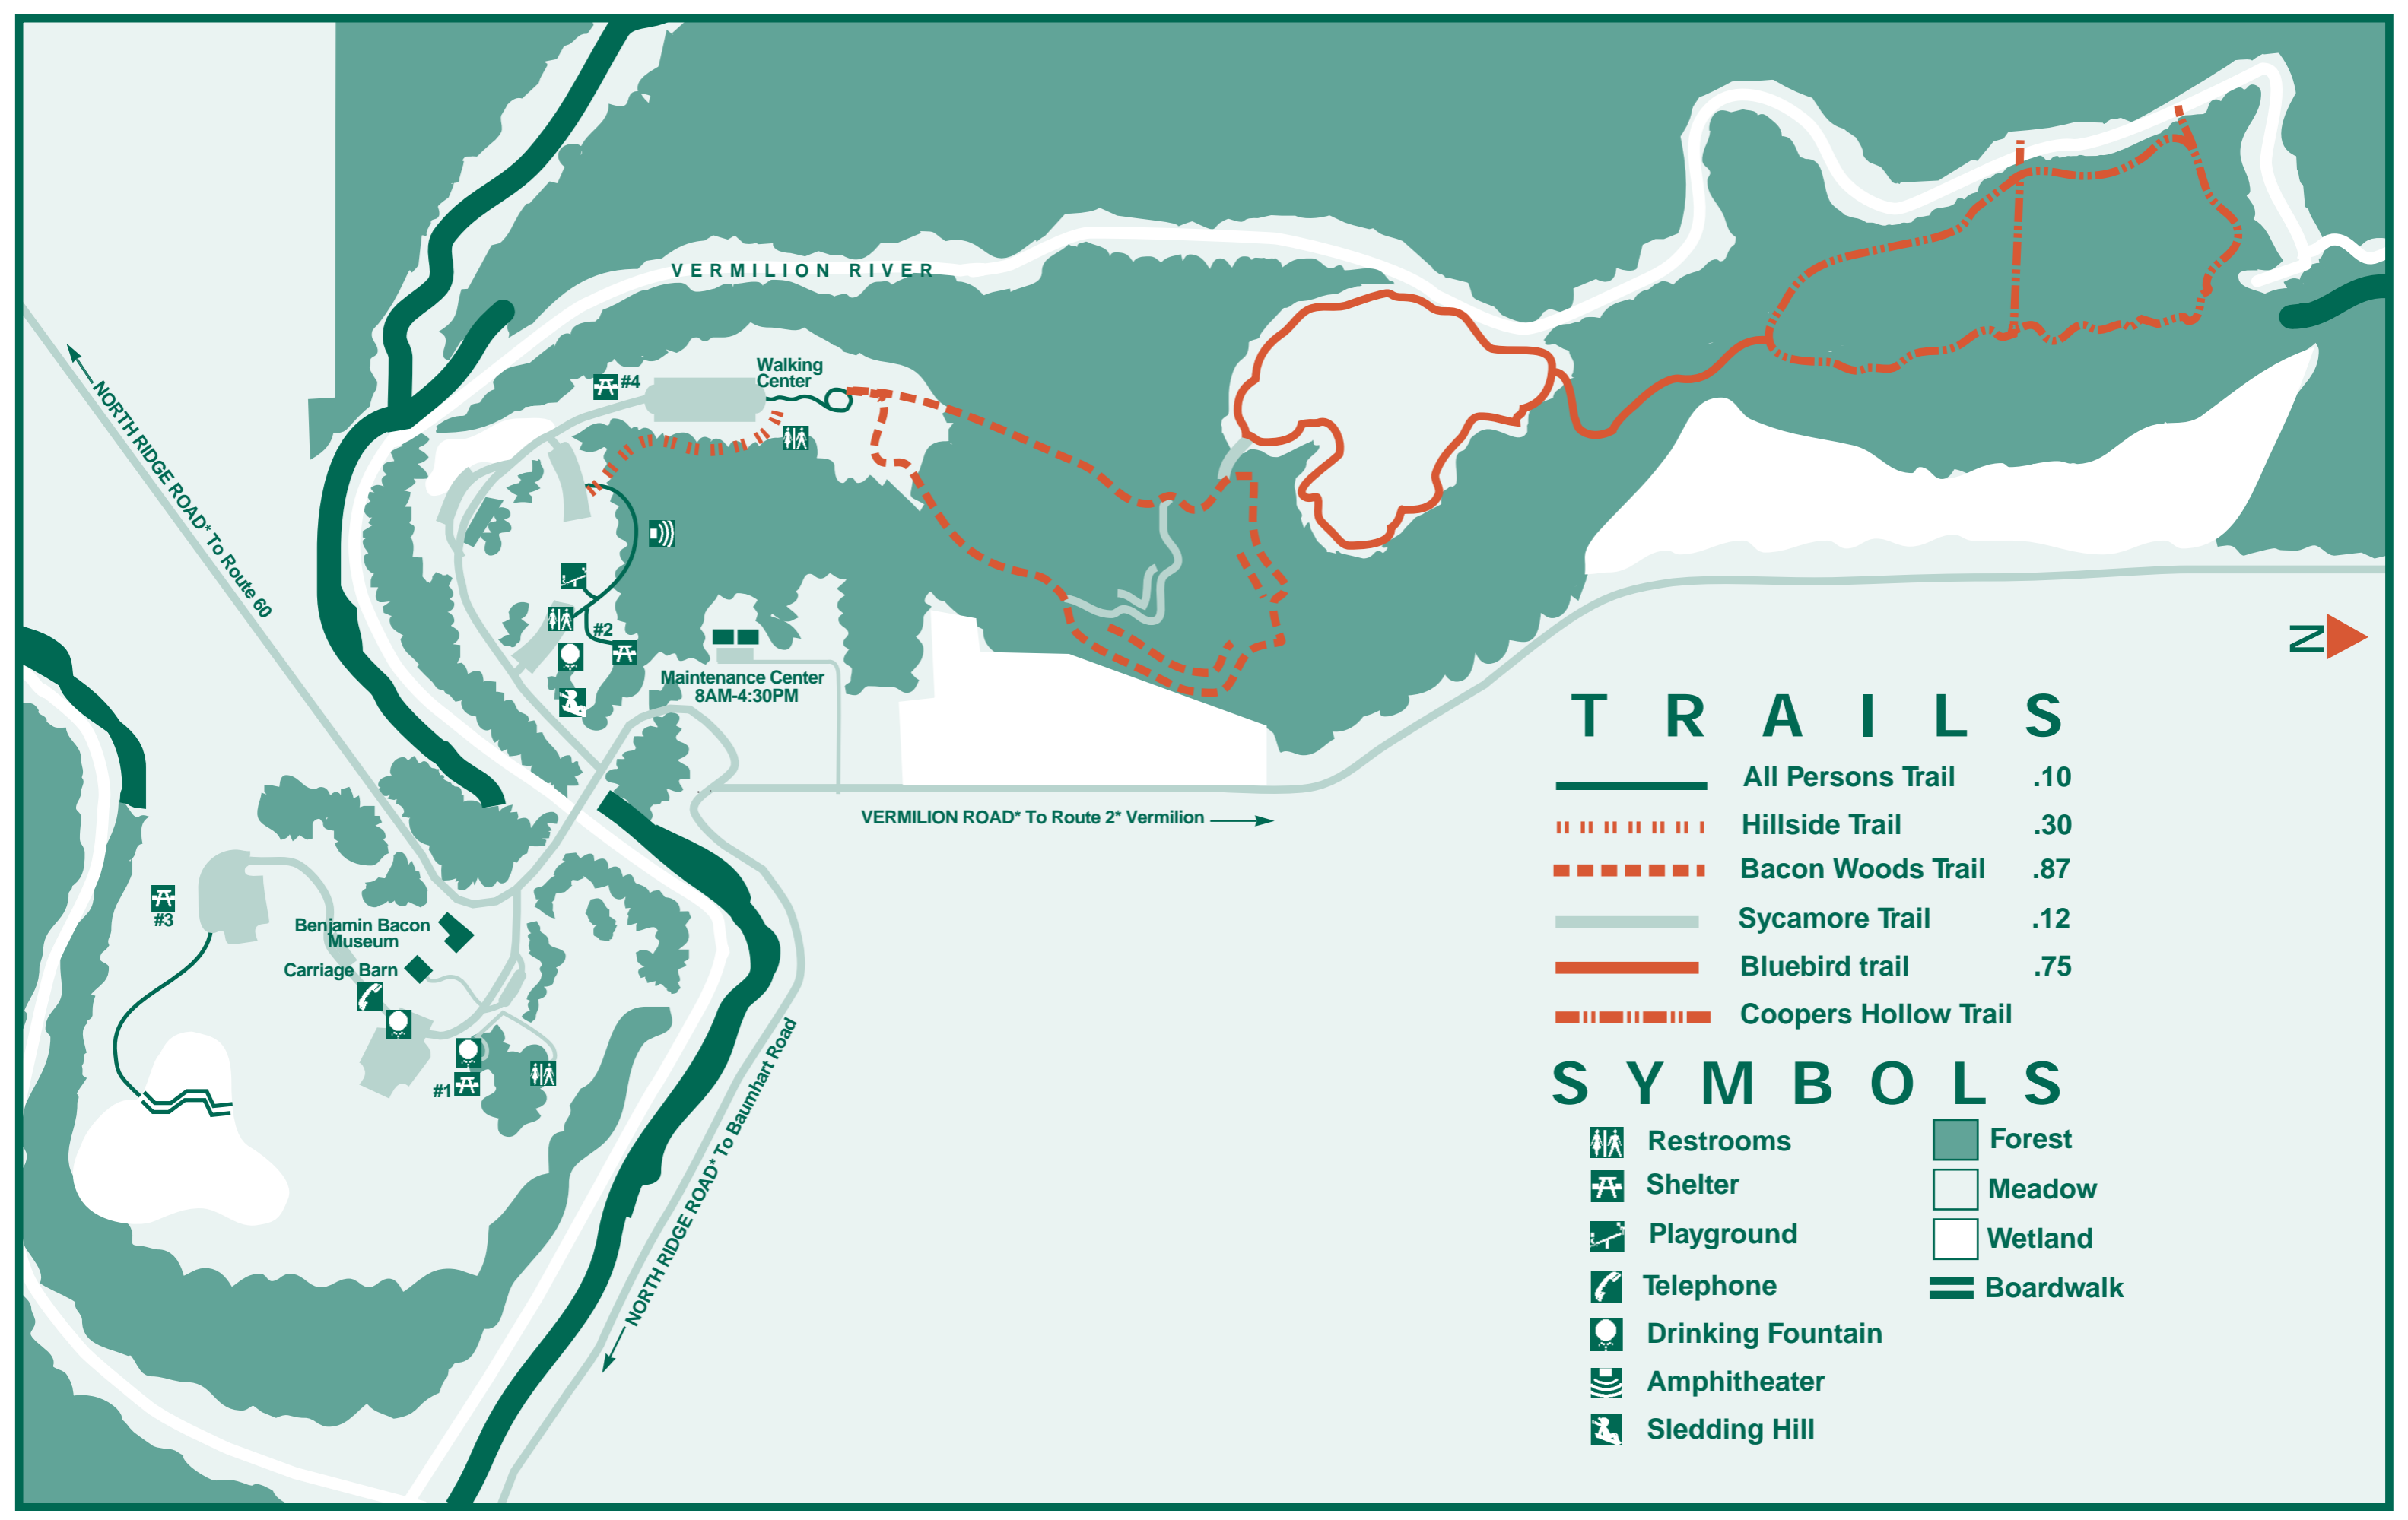 VERMILION RIVER
Walking
Center
#4
NORTH RIDGE ROAD* To Route 60
#2
Maintenance Center
8AM-4:30PM
VERMILION ROAD* To Route 2* Vermilion
#3
Benjamin Bacon
Museum
Carriage Barn
#1
NORTH RIDGE ROAD* To Baumhart Road
N
TRAILS
All Persons Trail .10
Hillside Trail .30
Bacon Woods Trail .87
Sycamore Trail .12
Bluebird trail .75
Coopers Hollow Trail
SYMBOLS
Restrooms
Shelter
Playground
Telephone
Drinking Fountain
Amphitheater
Sledding Hill
Forest
Meadow
Wetland
Boardwalk